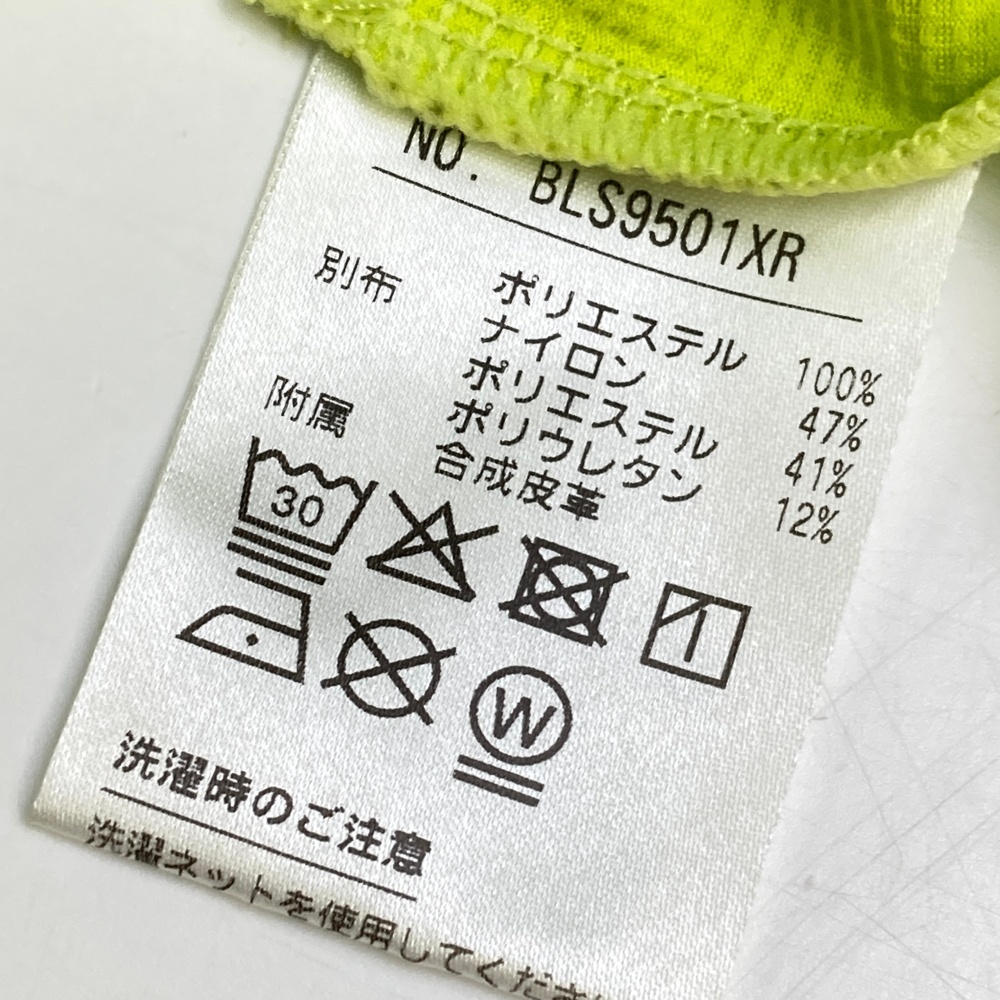 NO. BLS9501XR
ポリエステル 100%
別布 ナイロン 47%
ポリエステル 41%
ポリウレタン 12%
附属 合成皮革
30
W
洗濯時のご注意
洗濯ネットを使用してくださ